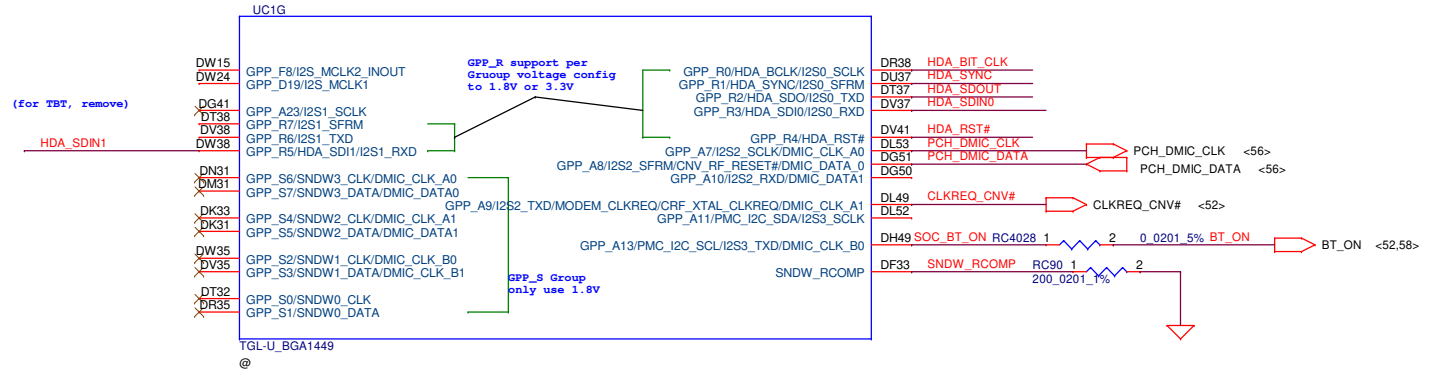 UC1G
DW15 GPP_F8/I2S_MCLK2_INOUT
DW24 GPP_D19/I2S_MCLK1
(for TBT, remove)
DG41 GPP_A23/I2S1_SCLK
DT38 GPP_R7/I2S1_SFRM
DV38 GPP_R6/I2S1_TXD
HDA_SDIN1 DW38 GPP_R5/HDA_SDI1/I2S1_RXD
DN31 GPP_S6/SNDW3_CLK/DMIC_CLK_A0
DM31 GPP_S7/SNDW3_DATA/DMIC_DATA0
DK33 GPP_S4/SNDW2_CLK/DMIC_CLK_A1
DK31 GPP_S5/SNDW2_DATA/DMIC_DATA1
DW35 GPP_S2/SNDW1_CLK/DMIC_CLK_B0
DV35 GPP_S3/SNDW1_DATA/DMIC_CLK_B1
DT32 GPP_S0/SNDW0_CLK
DR35 GPP_S1/SNDW0_DATA
GPP_R support per
Gruoup voltage config
to 1.8V or 3.3V
GPP_S Group
only use 1.8V
GPP_R0/HDA_BCLK/I2S0_SCLK DR38 HDA_BIT_CLK
GPP_R1/HDA_SYNC/I2S0_SFRM DU37 HDA_SYNC
GPP_R2/HDA_SDO/I2S0_TXD DT37 HDA_SDOUT
GPP_R3/HDA_SDI0/I2S0_RXD DV37 HDA_SDIN0
GPP_R4/HDA_RST# DV41 HDA_RST#
GPP_A7/I2S2_SCLK/DMIC_CLK_A0 DL53 PCH_DMIC_CLK PCH_DMIC_CLK <56>
GPP_A8/I2S2_SFRM/CNV_RF_RESET#/DMIC_DATA_0 DG51 PCH_DMIC_DATA PCH_DMIC_DATA <56>
GPP_A10/I2S2_RXD/DMIC_DATA1 DG50
GPP_A9/I2S2_TXD/MODEM_CLKREQ/CRF_XTAL_CLKREQ/DMIC_CLK_A1 DL49 CLKREQ_CNV# CLKREQ_CNV# <52>
GPP_A11/PMC_I2C_SDA/I2S3_SCLK DL52
GPP_A13/PMC_I2C_SCL/I2S3_TXD/DMIC_CLK_B0 DH49 SOC_BT_ON RC4028 1 2 0_0201_5% BT_ON BT_ON <52,58>
SNDW_RCOMP DF33 SNDW_RCOMP RC90 1 2
200_0201_1%
TGL-U_BGA1449
@